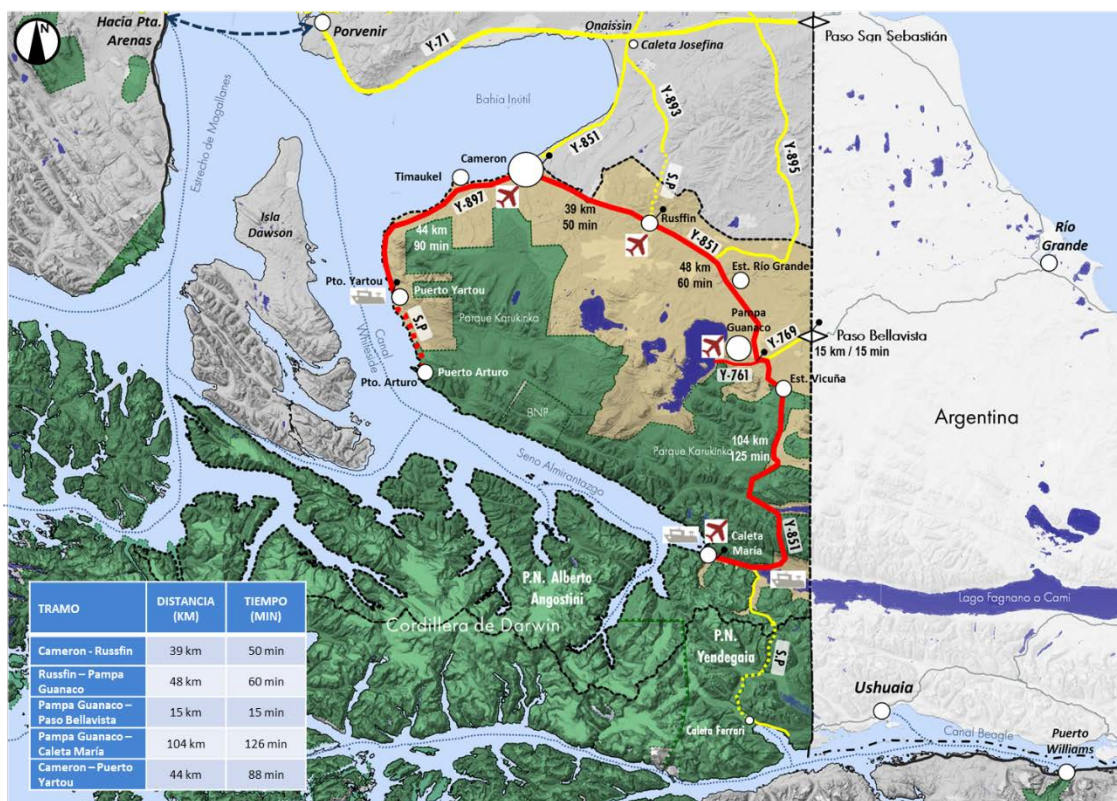 Hacia Pta.
Arenas
N
Porvenir
Y-71
Onaissin
Caleta Josefina
Paso San Sebastián
Estrecho de Magallanes
Bahía Inútil
Y-893
Y-851
Y-895
Cameron
Timaukel
S.P
Y-897
39 km
50 min
Russfin
44 km
90 min
Y-851
Isla
Dawson
48 km
60 min
Est. Río Grande
Río
Grande
Pto. Yartou
Puerto Yartou
S.P
Parque Karukinka
Pampa
Guanaco
Y-769
Paso Bellavista
15 km / 15 min
Canal
Whiteside
Pto. Arturo
Puerto Arturo
Y-761
Est. Vicuña
BNP
Argentina
Parque Karukinka
104 km
125 min
Seno Almirantazgo
Caleta
María
Y-851
P.N. Alberto
Angostini
Lago Fagnano o Cami
Cordillera de Darwin
P.N.
Yendegaia
S.P
Ushuaia
Caleta Ferrari
Canal Beagle
Puerto
Williams
TRAMO DISTANCIA (KM) TIEMPO (MIN)
Cameron - Russfin 39 km 50 min
Russfin – Pampa Guanaco 48 km 60 min
Pampa Guanaco – Paso Bellavista 15 km 15 min
Pampa Guanaco – Caleta María 104 km 126 min
Cameron – Puerto Yartou 44 km 88 min